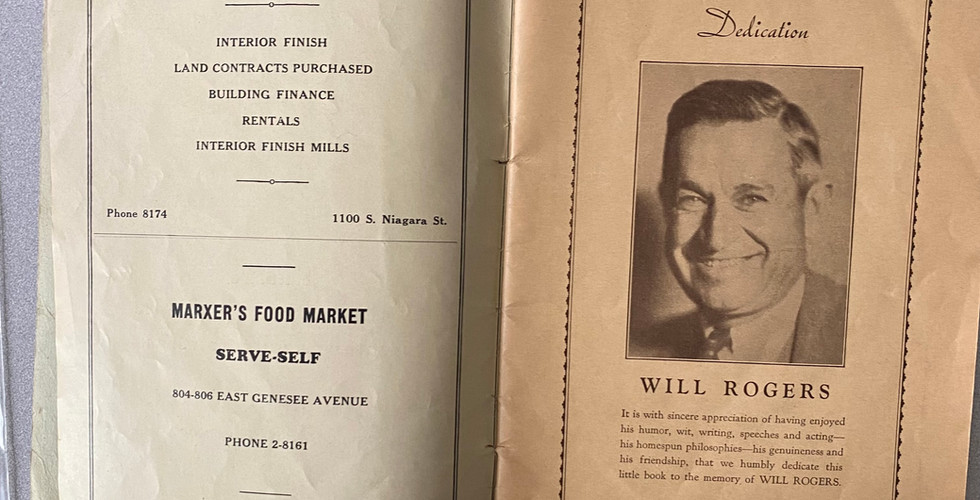 INTERIOR FINISH
LAND CONTRACTS PURCHASED
BUILDING FINANCE
RENTALS
INTERIOR FINISH MILLS
Phone 8174
1100 S. Niagara St.
MARXER'S FOOD MARKET
SERVE-SELF
804-806 EAST GENESEE AVENUE
PHONE 2-8161
Dedication
WILL ROGERS
It is with sincere appreciation of having enjoyed
his humor, wit, writing, speeches and acting—
his homespun philosophies—his genuineness and
his friendship, that we humbly dedicate this
little book to the memory of WILL ROGERS.